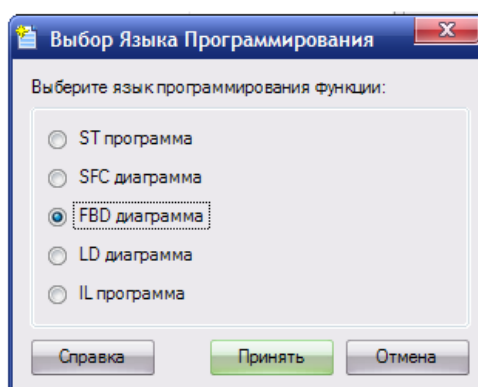 Выбор Языка Программирования
Выберите язык программирования функции:
ST программа
SFC диаграмма
FBD диаграмма
LD диаграмма
IL программа
Справка Принять Отмена